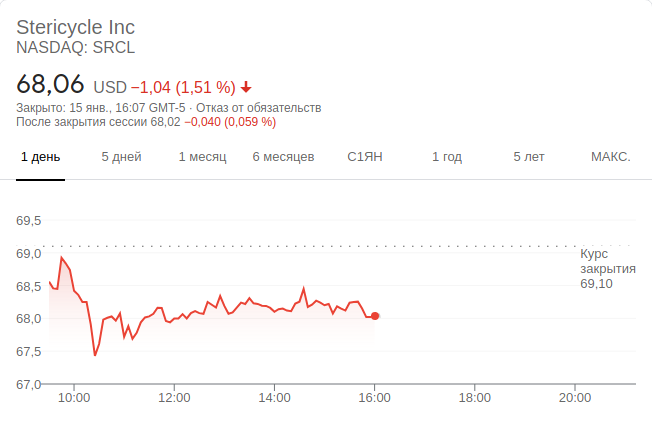 Stericycle Inc
NASDAQ: SRCL
68,06 USD −1,04 (1,51 %)
Закрыто: 15 янв., 16:07 GMT-5 · Отказ от обязательств
После закрытия сессии 68,02 −0,040 (0,059 %)
1 день 5 дней 1 месяц 6 месяцев С1ЯН 1 год 5 лет МАКС.
69,5
69,0
68,5
68,0
67,5
67,0
Курс
закрытия
69,10
10:00 12:00 14:00 16:00 18:00 20:00